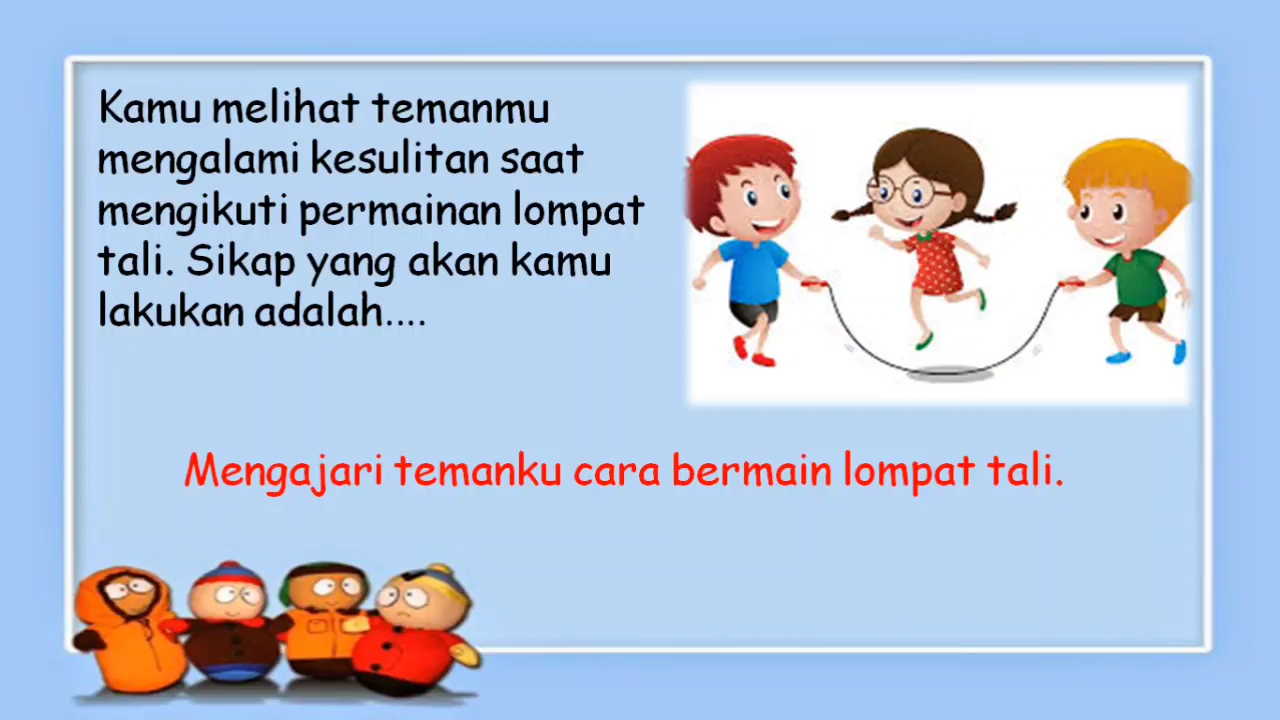 Kamu melihat temanmu
mengalami kesulitan saat
mengikuti permainan lompat
tali. Sikap yang akan kamu
lakukan adalah....
Mengajari temanku cara bermain lompat tali.